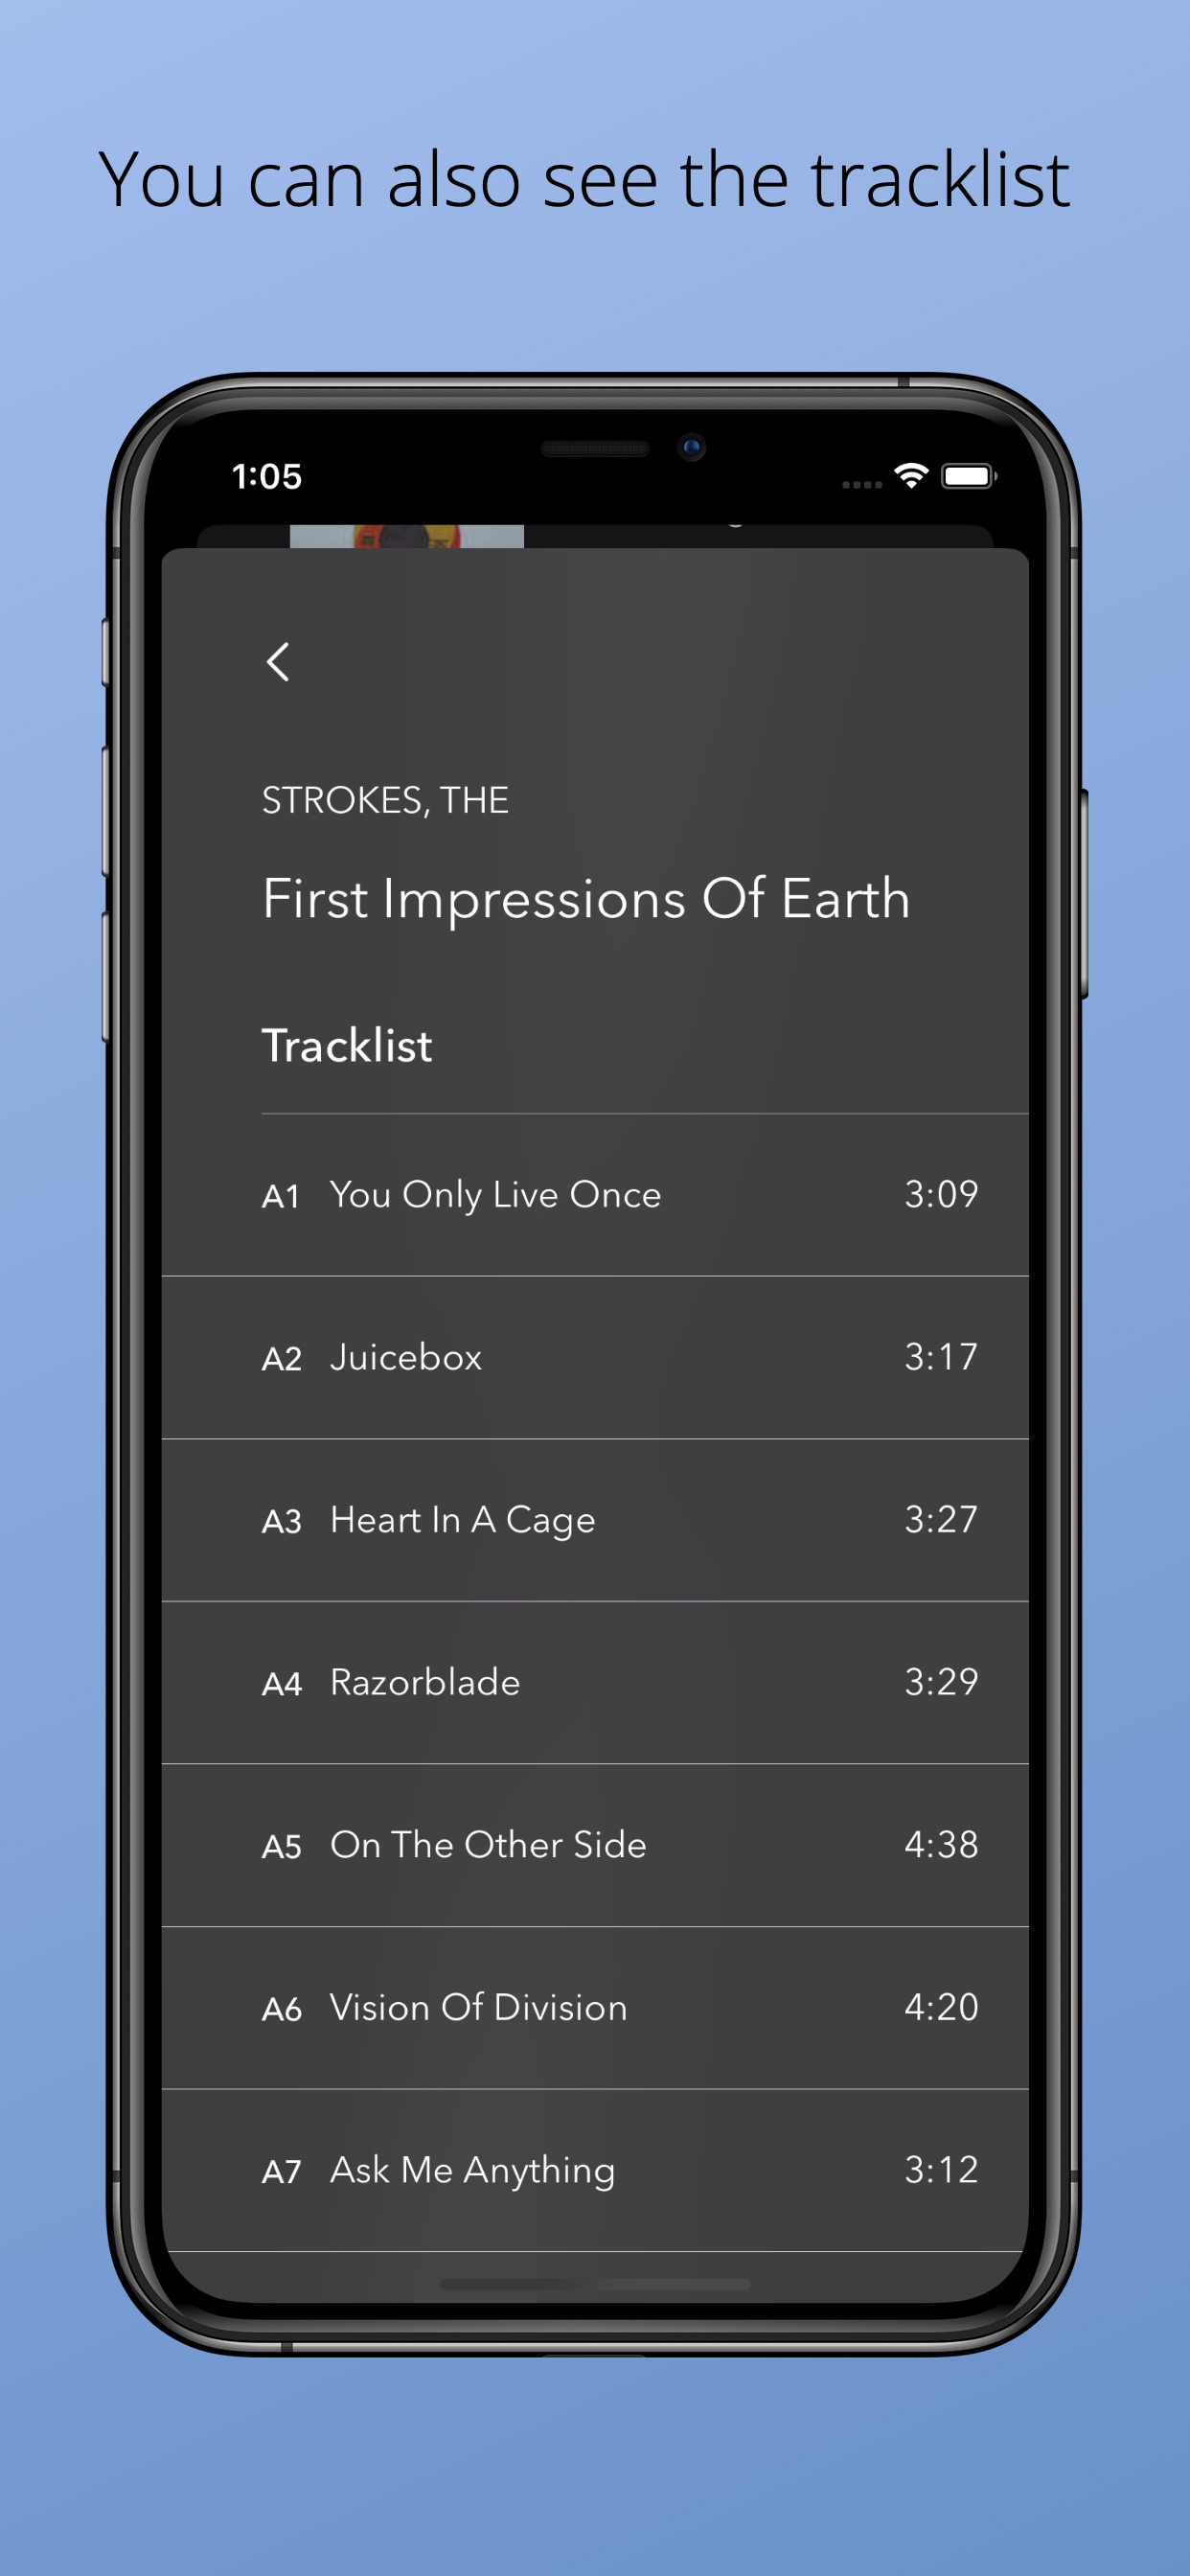 You can also see the tracklist
1:05
STROKES, THE
First Impressions Of Earth
Tracklist
A1 You Only Live Once 3:09
A2 Juicebox 3:17
A3 Heart In A Cage 3:27
A4 Razorblade 3:29
A5 On The Other Side 4:38
A6 Vision Of Division 4:20
A7 Ask Me Anything 3:12